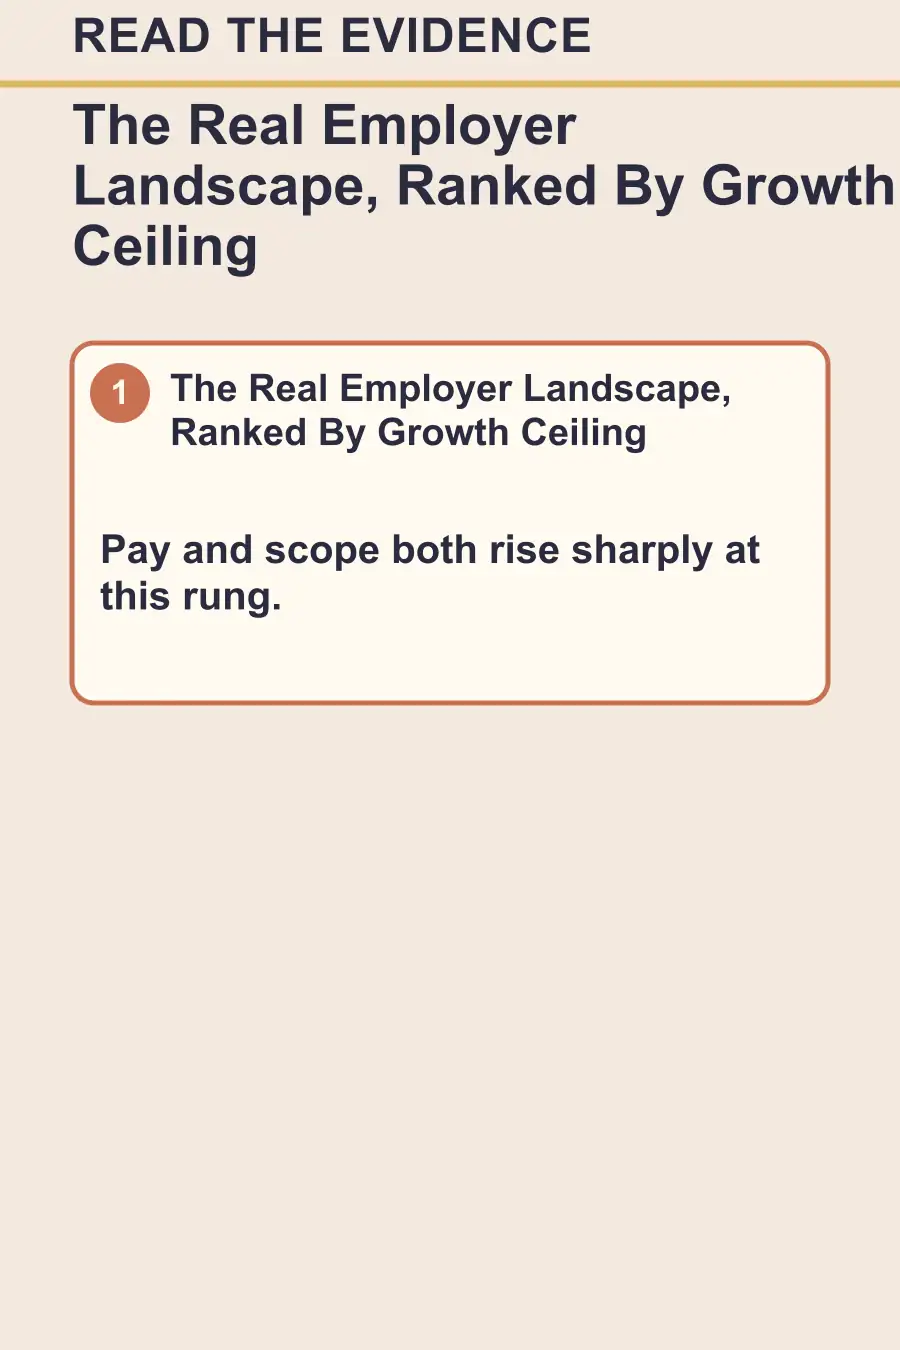 READ THE EVIDENCE
The Real Employer
Landscape, Ranked By Growth
Ceiling
1
The Real Employer Landscape,
Ranked By Growth Ceiling
Pay and scope both rise sharply at
this rung.